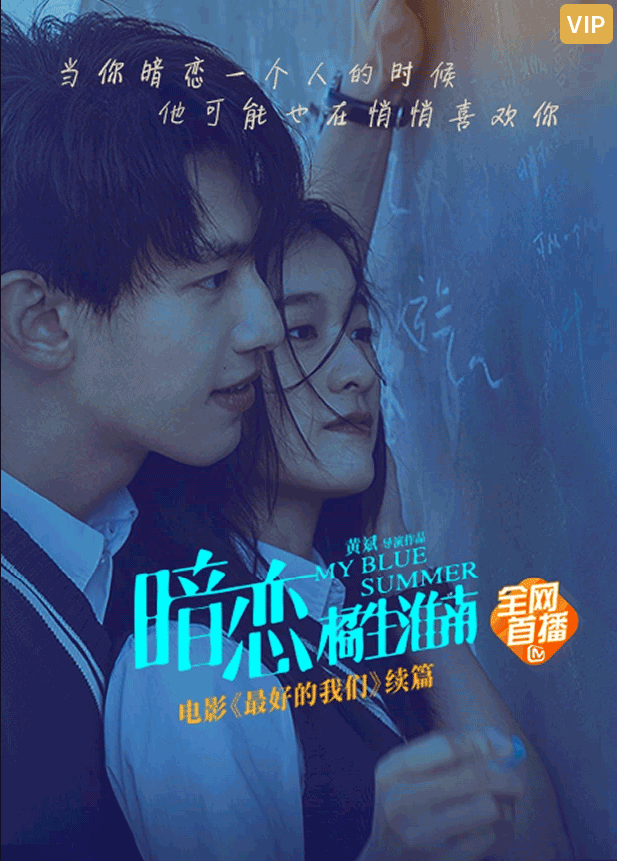 VIP
当你暗恋一个人的时候
他可能也在悄悄喜欢你
黄斌 导演作品
MY BLUE
SUMMER
暗恋橘生淮南
全网
首播
电影《最好的我们》续篇